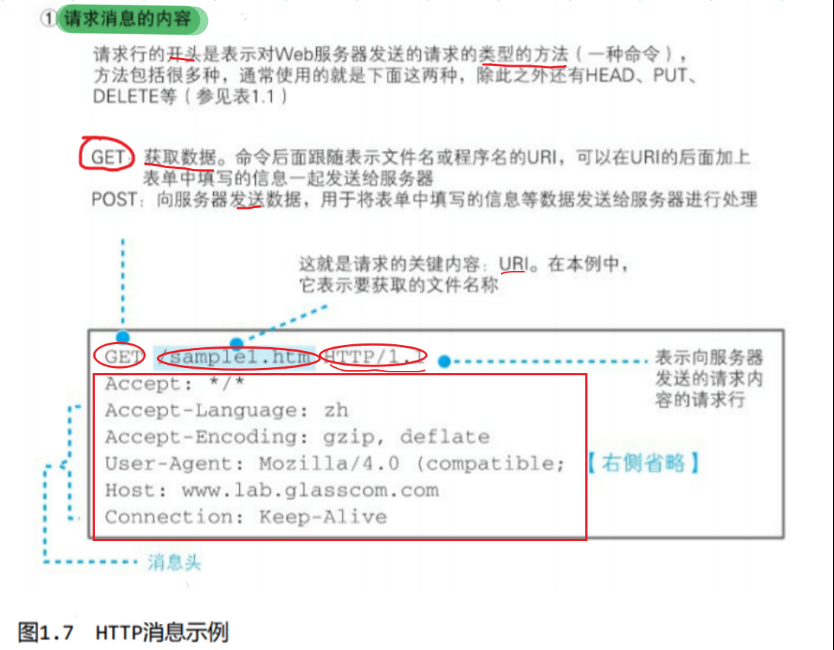 ① 请求消息的内容
请求行的开头是表示对Web服务器发送的请求的类型的方法（一种命令），
方法包括很多种，通常使用的就是下面这两种，除此之外还有HEAD、PUT、
DELETE等（参见表1.1）
GET：获取数据。命令后面跟随表示文件名或程序名的URI，可以在URI的后面加上
表单中填写的信息一起发送给服务器
POST：向服务器发送数据，用于将表单中填写的信息等数据发送给服务器进行处理
这就是请求的关键内容：URI。在本例中，
它表示要获取的文件名称
GET /sample1.htm HTTP/1.1
表示向服务器
发送的请求内
容的请求行
Accept: */*
Accept-Language: zh
Accept-Encoding: gzip, deflate
User-Agent: Mozilla/4.0 (compatible; 【右侧省略】
Host: www.lab.glasscom.com
Connection: Keep-Alive
消息头
图1.7 HTTP消息示例